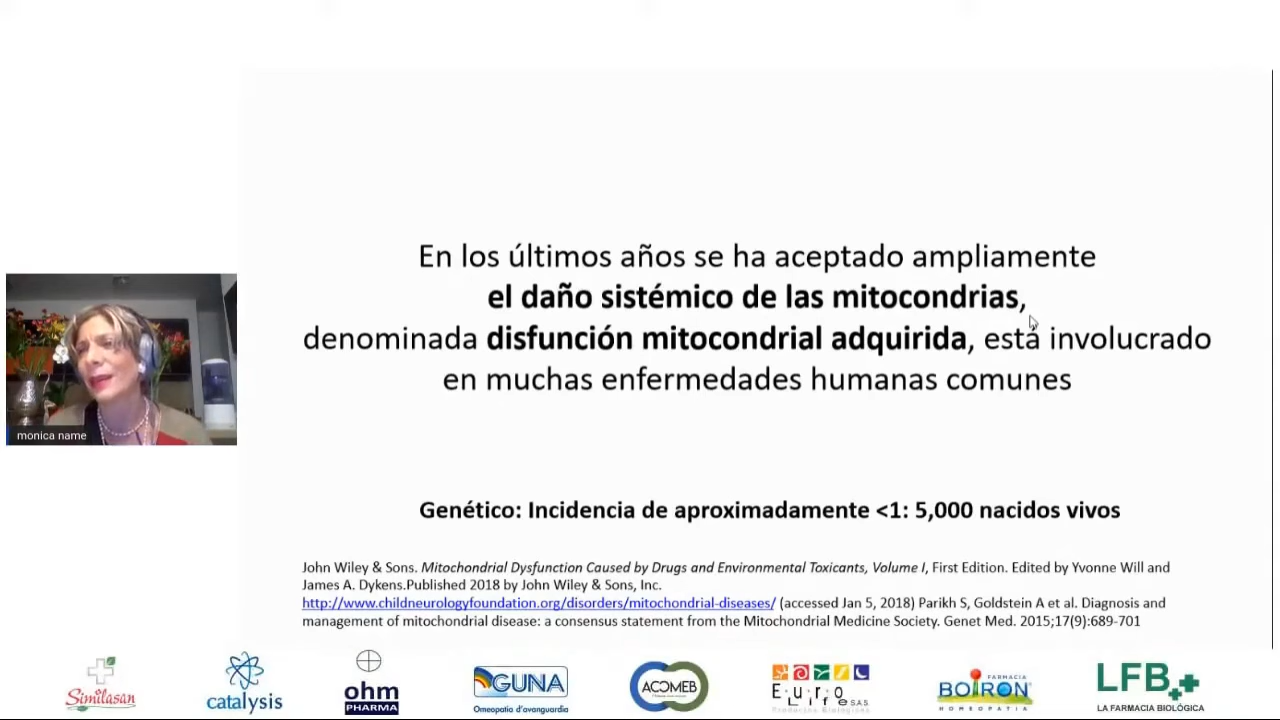 En los últimos años se ha aceptado ampliamente
el daño sistémico de las mitocondrias,
denominada disfunción mitocondrial adquirida, está involucrado
en muchas enfermedades humanas comunes
monica name
Genético: Incidencia de aproximadamente <1: 5,000 nacidos vivos
John Wiley & Sons. Mitochondrial Dysfunction Caused by Drugs and Environmental Toxicants, Volume I, First Edition. Edited by Yvonne Will and
James A. Dykens.Published 2018 by John Wiley & Sons, Inc.
http://www.childneurologyfoundation.org/disorders/mitochondrial-diseases/ (accessed Jan 5, 2018) Parikh S, Goldstein A et al. Diagnosis and
management of mitochondrial disease: a consensus statement from the Mitochondrial Medicine Society. Genet Med. 2015;17(9):689-701
Similasan
catalysis
ohm
PHARMA
GUNA
Omeopatia d'avanguardia
ACOMEB
Euro
Life S.A.S
Productos Biológicos
FARMACIA
BOIRON
HOMEOPATIA
LFB
LA FARMACIA BIOLÓGICA